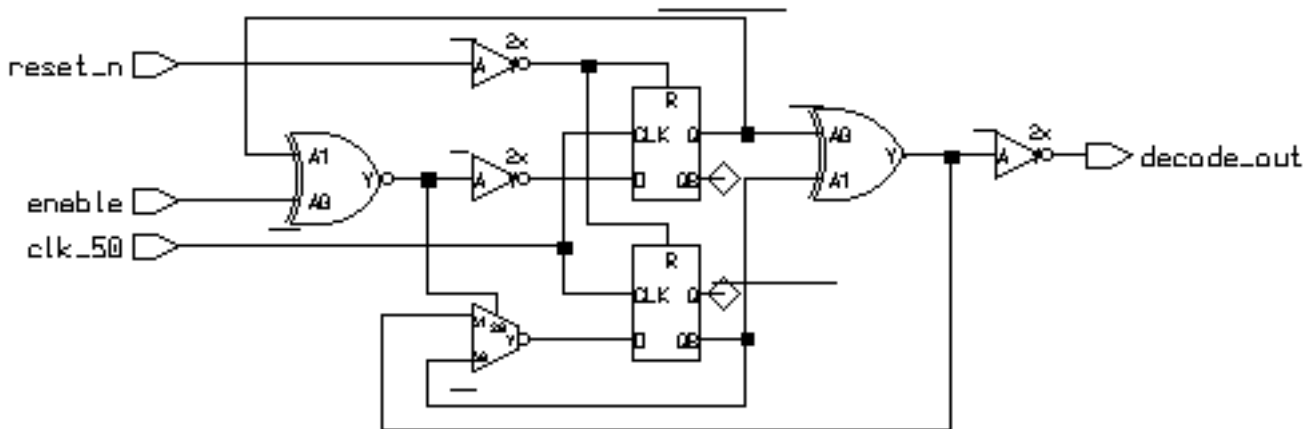 reset_n
enable
clk_50
A1
A0
Y
A
2x
A
2x
R
CLK
Q
D
QB
R
CLK
Q
D
QB
Y
A0
A1
Y
A
2x
decode_out